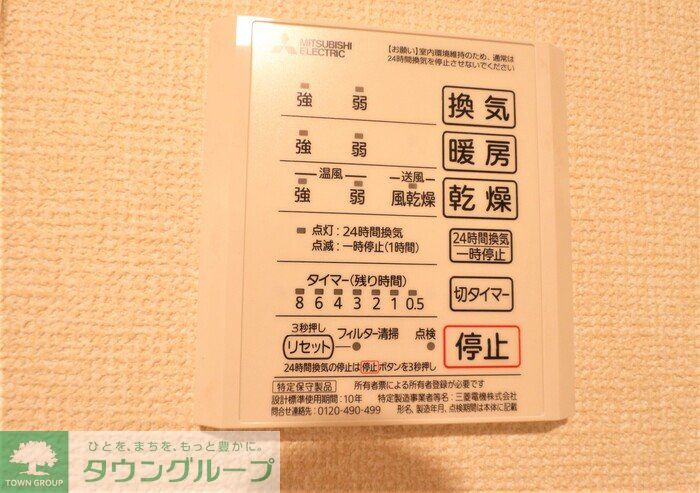 MITSUBISHI
ELECTRIC
【お願い】室内環境維持のため、通常は
24時間換気を停止させないでください
強 弱 換気
強 弱 暖房
温風 送風
強 弱 風乾燥 乾燥
点灯:24時間換気
点滅:一時停止(1時間)
24時間換気
一時停止
タイマー(残り時間)
8 6 4 3 2 1 0.5
切タイマー
3秒押し
リセット フィルター清掃 点検
停止
24時間換気の停止は停止ボタンを3秒押し
特定保守製品 所有者票による所有者登録が必要です
設計標準使用期間:10年 特定製造事業者等名:三菱電機株式会社
問合せ連絡先:0120-490-499 形名、製造年月、点検期間は本体に記載
ひとを、まちを、もっと豊かに。
タウングループ
TOWN GROUP